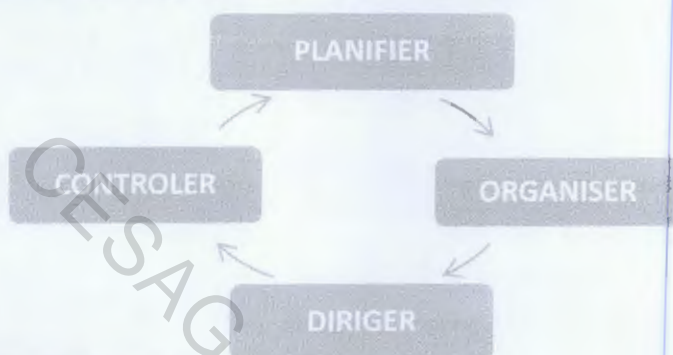 PLANIFIER
CONTROLER
ORGANISER
DIRIGER
CESAG